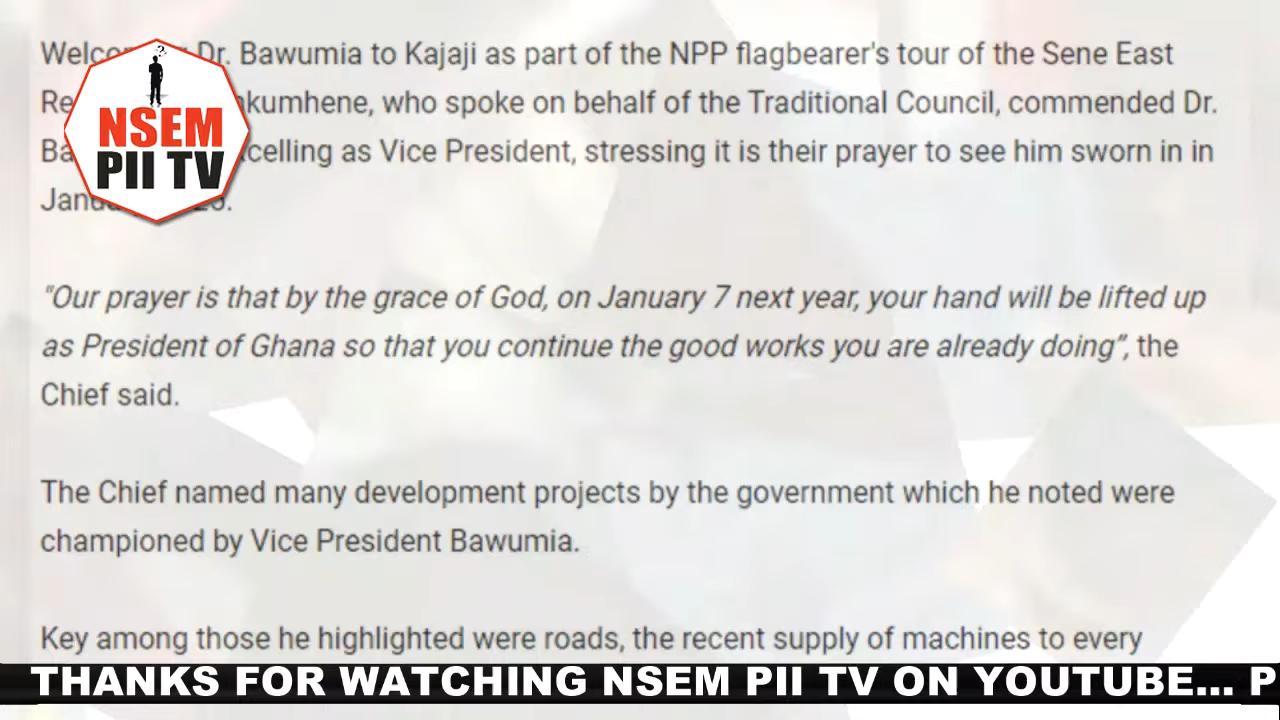 Dr. Bawumia to Kajaji as part of the NPP flagbearer's tour of the Sene East
who spoke on behalf of the Traditional Council, commended Dr.
as Vice President, stressing it is their prayer to see him sworn in in
"Our prayer is that by the grace of God, on January 7 next year, your hand will be lifted up
as President of Ghana so that you continue the good works you are already doing", the
Chief said.
The Chief named many development projects by the government which he noted were
championed by Vice President Bawumia.
Key among those he highlighted were roads, the recent supply of machines to every
NSEM
PII TV
THANKS FOR WATCHING NSEM PII TV ON YOUTUBE... P